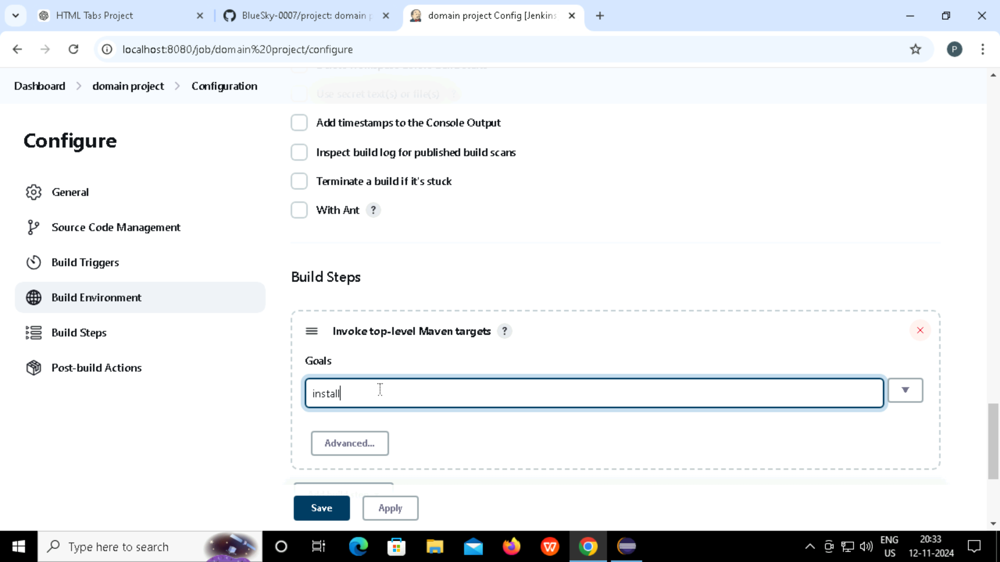 HTML Tabs Project
BlueSky-0007/project: domain p
domain project Config [Jenkins
localhost:8080/job/domain%20project/configure
Dashboard
domain project
Configuration
Use secret text(s) or file(s) ?
Add timestamps to the Console Output
Configure
Inspect build log for published build scans
Terminate a build if it's stuck
General
With Ant ?
Source Code Management
Build Triggers
Build Steps
Build Environment
Build Steps
Invoke top-level Maven targets ?
Goals
Post-build Actions
install
Advanced...
Save
Apply
Type here to search
ENG
US
20:33
12-11-2024
P